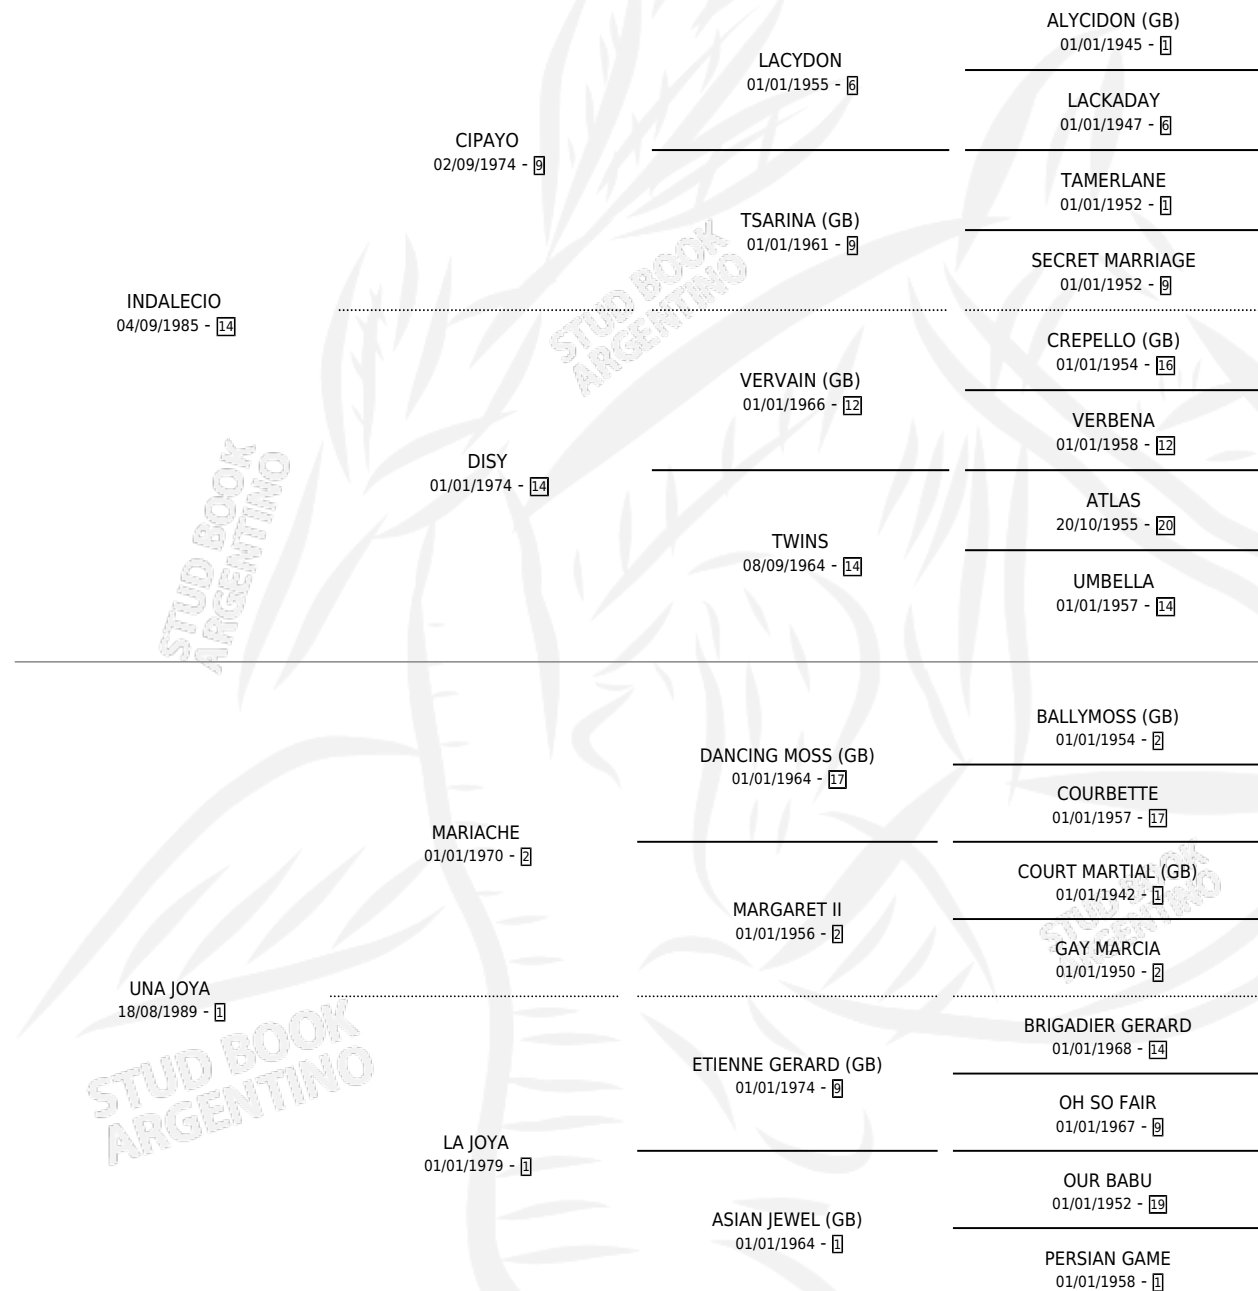 ALYCIDON (GB)
01/01/1945 - 1
LACYDON
01/01/1955 - 6
LACKADAY
01/01/1947 - 6
CIPAYO
02/09/1974 - 9
TAMERLANE
01/01/1952 - 1
TSARINA (GB)
01/01/1961 - 9
SECRET MARRIAGE
01/01/1952 - 9
INDALECIO
04/09/1985 - 14
CREPELLO (GB)
01/01/1954 - 16
VERVAIN (GB)
01/01/1966 - 12
VERBENA
01/01/1958 - 12
DISY
01/01/1974 - 14
ATLAS
20/10/1955 - 20
TWINS
08/09/1964 - 14
UMBELLA
01/01/1957 - 14
BALLYMOSS (GB)
01/01/1954 - 2
DANCING MOSS (GB)
01/01/1964 - 17
COURBETTE
01/01/1957 - 17
MARIACHE
01/01/1970 - 2
COURT MARTIAL (GB)
01/01/1942 - 1
MARGARET II
01/01/1956 - 2
GAY MARCIA
01/01/1950 - 2
UNA JOYA
18/08/1989 - 1
BRIGADIER GERARD
01/01/1968 - 14
ETIENNE GERARD (GB)
01/01/1974 - 9
OH SO FAIR
01/01/1967 - 9
LA JOYA
01/01/1979 - 1
OUR BABU
01/01/1952 - 19
ASIAN JEWEL (GB)
01/01/1964 - 1
PERSIAN GAME
01/01/1958 - 1
STUD BOOK
ARGENTINO
STUD BOOK
ARGENTINO
STUD BOOK
ARGENTINO
STUD BOOK
ARGENTINO